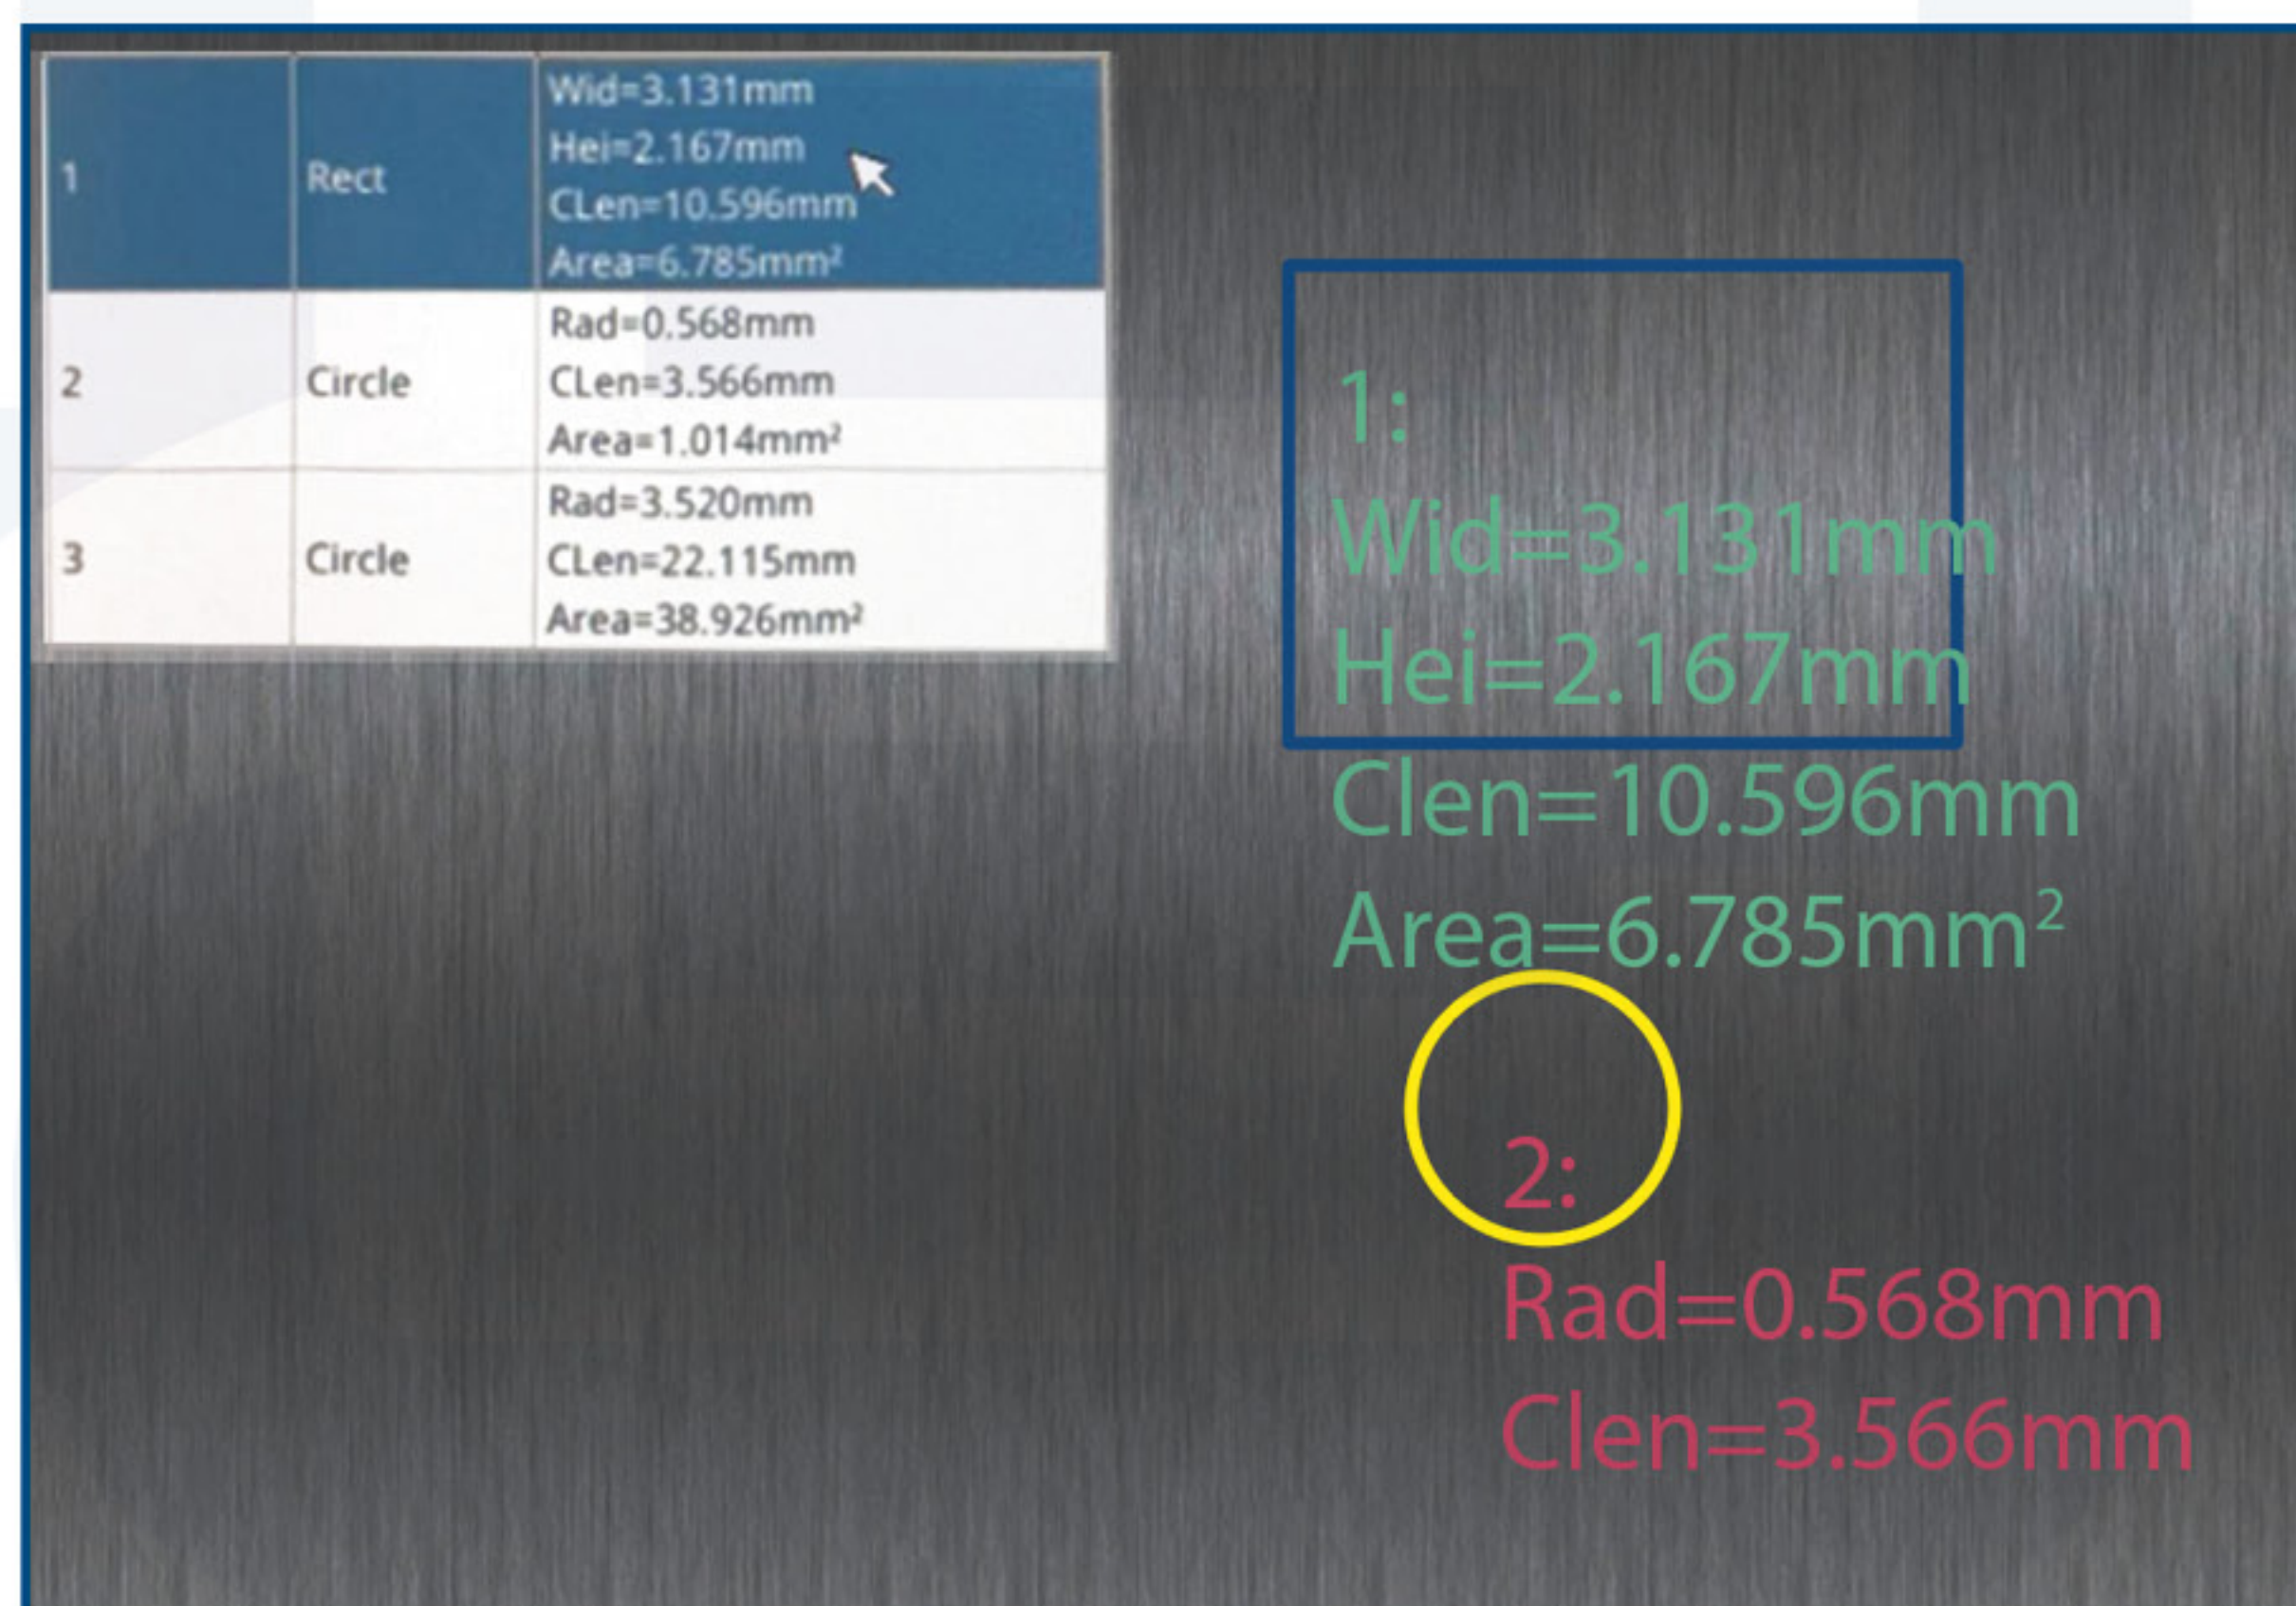 1
Rect
Wid=3.131mm
Hei=2.167mm
CLen=10.596mm
Area=6.785mm²
2
Circle
Rad=0.568mm
CLen=3.566mm
Area=1.014mm²
3
Circle
Rad=3.520mm
CLen=22.115mm
Area=38.926mm²
1:
Wid=3.131mm
Hei=2.167mm
Clen=10.596mm
Area=6.785mm²
2:
Rad=0.568mm
Clen=3.566mm